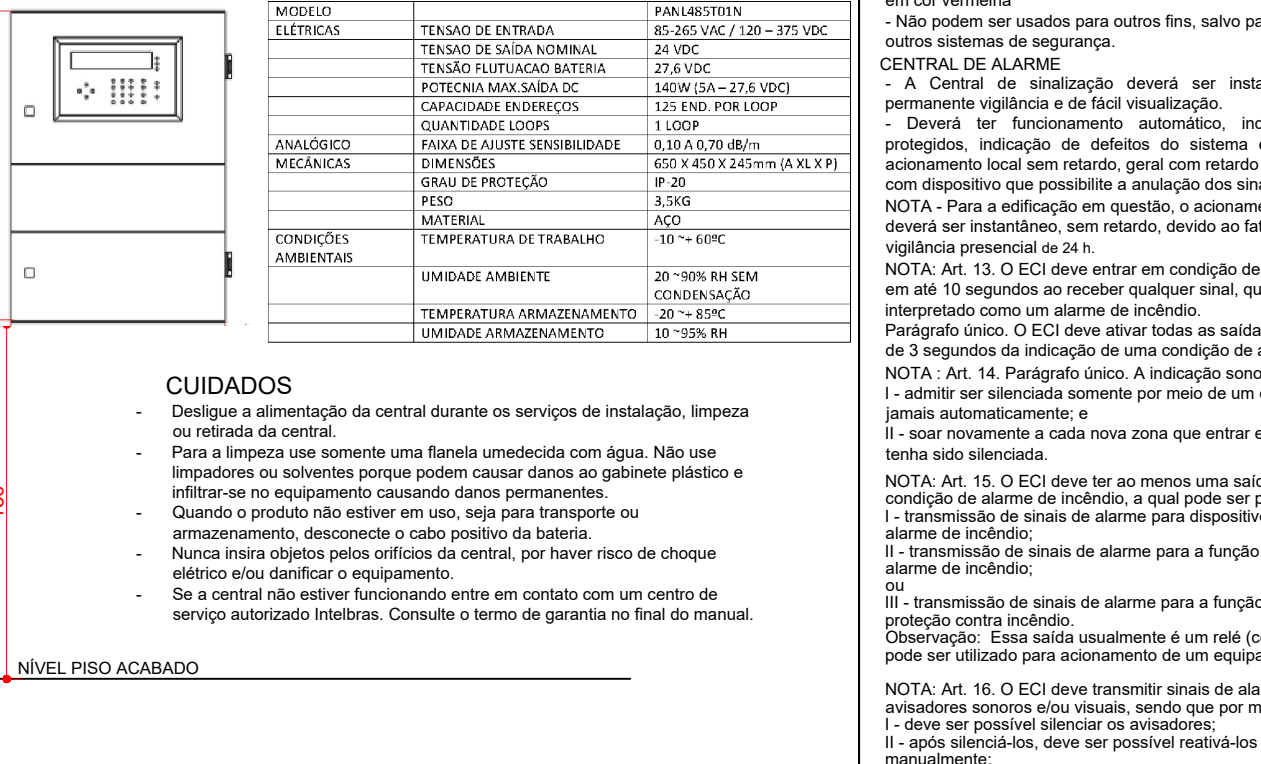 MODELO PANL485T01N
ELÉTRICAS TENSAO DE ENTRADA 85-265 VAC / 120 – 375 VDC
TENSAO DE SAÍDA NOMINAL 24 VDC
TENSÃO FLUTUACAO BATERIA 27,6 VDC
POTECNIA MAX.SAÍDA DC 140W (5A – 27,6 VDC)
CAPACIDADE ENDEREÇOS 125 END. POR LOOP
QUANTIDADE LOOPS 1 LOOP
ANALÓGICO FAIXA DE AJUSTE SENSIBILIDADE 0,10 A 0,70 dB/m
MECÂNICAS DIMENSÕES 650 X 450 X 245mm (A XL X P)
GRAU DE PROTEÇÃO IP-20
PESO 3,5KG
MATERIAL AÇO
CONDIÇÕES TEMPERATURA DE TRABALHO -10 ~+ 60ºC
AMBIENTAIS
UMIDADE AMBIENTE 20 ~90% RH SEM
CONDENSAÇÃO
TEMPERATURA ARMAZENAMENTO -20 ~+ 85ºC
UMIDADE ARMAZENAMENTO 10 ~95% RH
CUIDADOS
- Desligue a alimentação da central durante os serviços de instalação, limpeza
ou retirada da central.
- Para a limpeza use somente uma flanela umedecida com água. Não use
limpadores ou solventes porque podem causar danos ao gabinete plástico e
infiltrar-se no equipamento causando danos permanentes.
- Quando o produto não estiver em uso, seja para transporte ou
armazenamento, desconecte o cabo positivo da bateria.
- Nunca insira objetos pelos orifícios da central, por haver risco de choque
elétrico e/ou danificar o equipamento.
- Se a central não estiver funcionando entre em contato com um centro de
serviço autorizado Intelbras. Consulte o termo de garantia no final do manual.
NÍVEL PISO ACABADO
em cor vermelha
- Não podem ser usados para outros fins, salvo pa
outros sistemas de segurança.
CENTRAL DE ALARME
- A Central de sinalização deverá ser insta
permanente vigilância e de fácil visualização.
- Deverá ter funcionamento automático, ind
protegidos, indicação de defeitos do sistema
acionamento local sem retardo, geral com retardo
com dispositivo que possibilite a anulação dos sina
NOTA - Para a edificação em questão, o acioname
deverá ser instantâneo, sem retardo, devido ao fat
vigilância presencial de 24 h.
NOTA: Art. 13. O ECI deve entrar em condição de
em até 10 segundos ao receber qualquer sinal, qu
interpretado como um alarme de incêndio.
Parágrafo único. O ECI deve ativar todas as saída
de 3 segundos da indicação de uma condição de a
NOTA : Art. 14. Parágrafo único. A indicação sono
I - admitir ser silenciada somente por meio de um
jamais automaticamente; e
II - soar novamente a cada nova zona que entrar e
tenha sido silenciada.
NOTA: Art. 15. O ECI deve ter ao menos uma saíd
condição de alarme de incêndio, a qual pode ser p
I - transmissão de sinais de alarme para dispositiv
alarme de incêndio;
II - transmissão de sinais de alarme para a função
alarme de incêndio;
ou
III - transmissão de sinais de alarme para a função
proteção contra incêndio.
Observação: Essa saída usualmente é um relé (co
pode ser utilizado para acionamento de um equipa
NOTA: Art. 16. O ECI deve transmitir sinais de ala
avisadores sonoros e/ou visuais, sendo que por m
I - deve ser possível silenciar os avisadores;
II - após silenciá-los, deve ser possível reativá-los
manualmente;